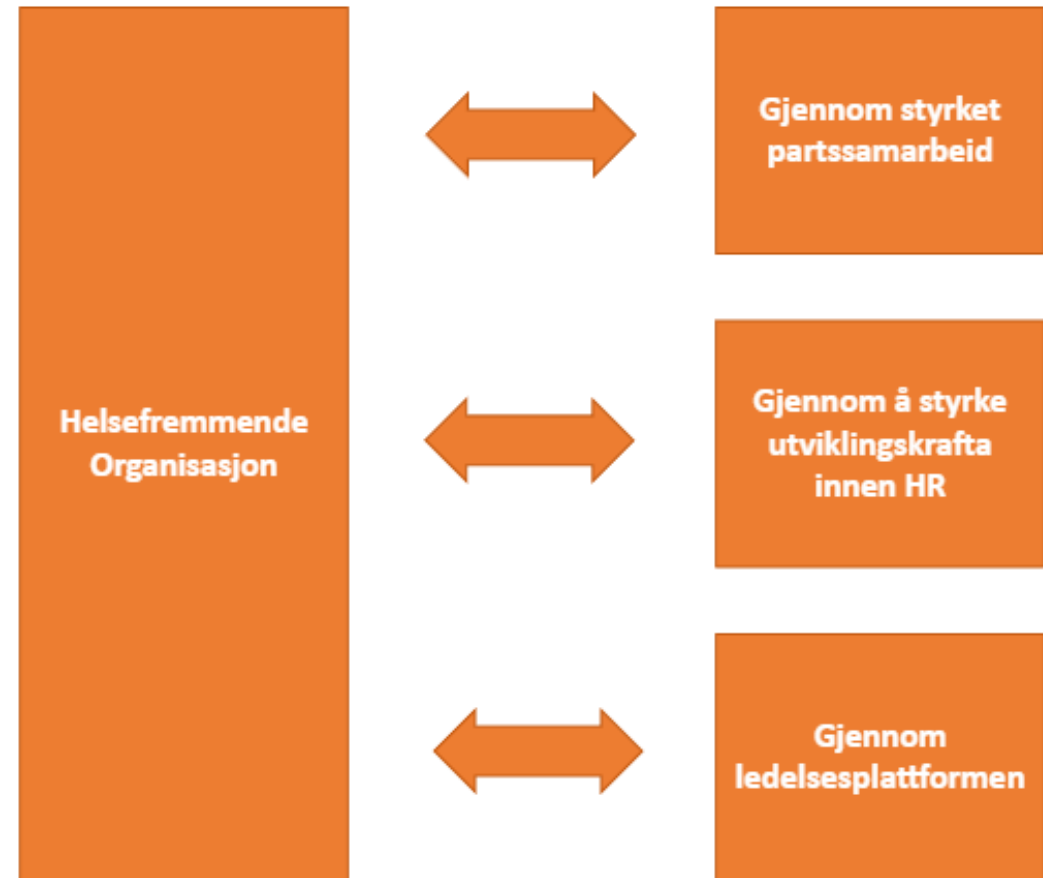 Helsefremmende
Organisasjon
Gjennom styrket
partssamarbeid
Gjennom å styrke
utviklingskrafta
innen HR
Gjennom
ledelsesplattformen